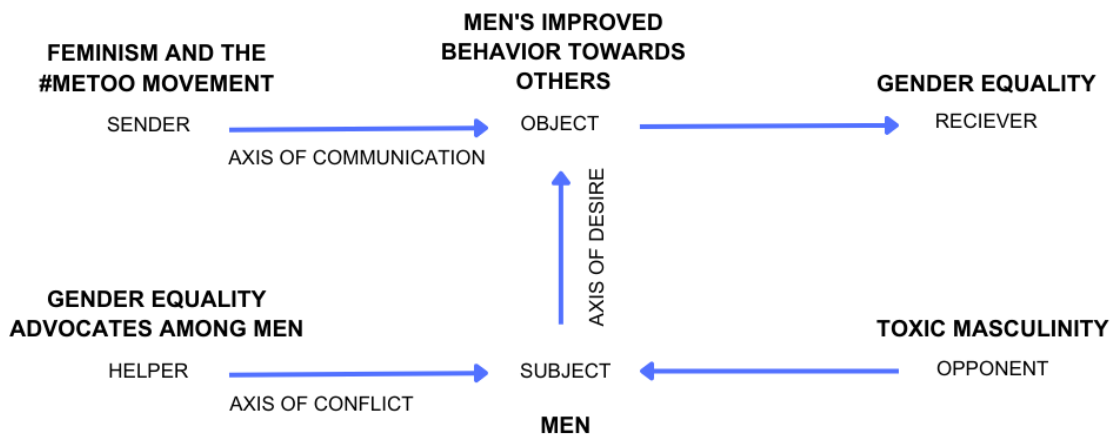 FEMINISM AND THE
#METOO MOVEMENT
SENDER
AXIS OF COMMUNICATION
MEN'S IMPROVED
BEHAVIOR TOWARDS
OTHERS
OBJECT
GENDER EQUALITY
RECIEVER
AXIS OF DESIRE
GENDER EQUALITY
ADVOCATES AMONG MEN
HELPER
AXIS OF CONFLICT
SUBJECT
MEN
TOXIC MASCULINITY
OPPONENT